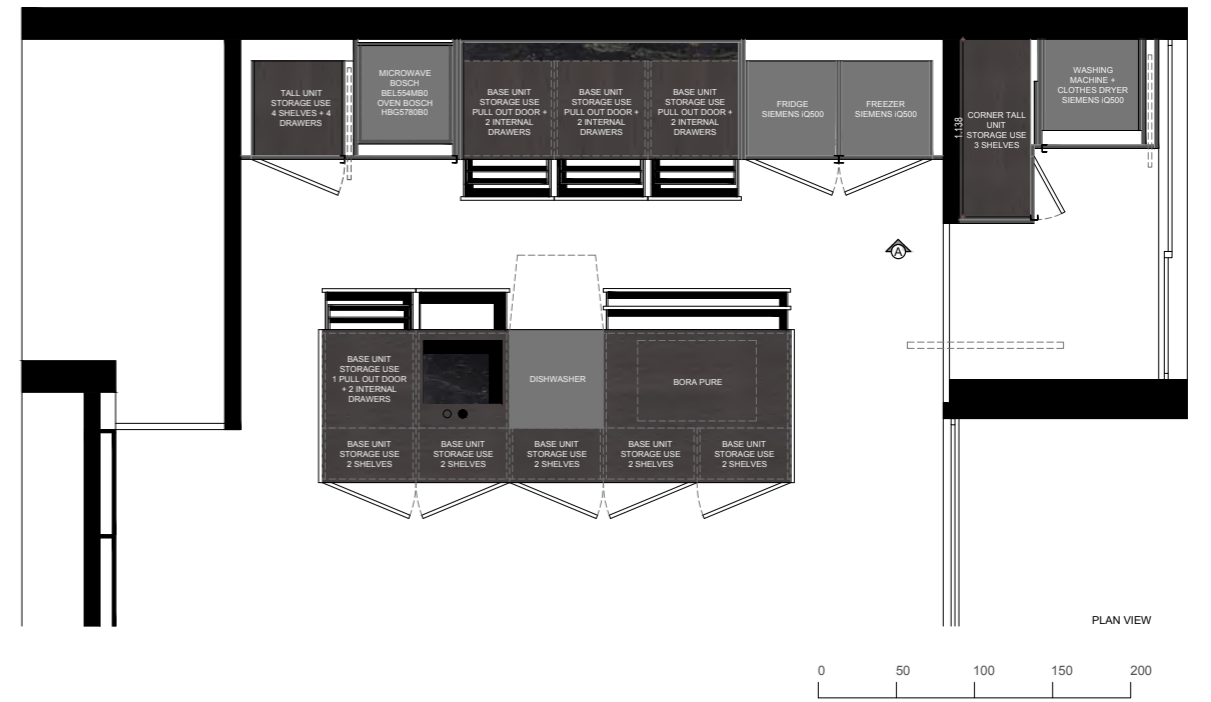 TALL UNIT
STORAGE USE
4 SHELVES + 4
DRAWERS
MICROWAVE
BOSCH
BEL554MB0
OVEN BOSCH
HBG5780B0
BASE UNIT
STORAGE USE
PULL OUT DOOR +
2 INTERNAL
DRAWERS
BASE UNIT
STORAGE USE
PULL OUT DOOR +
2 INTERNAL
DRAWERS
BASE UNIT
STORAGE USE
PULL OUT DOOR +
2 INTERNAL
DRAWERS
FRIDGE
SIEMENS iQ500
FREEZER
SIEMENS iQ500
1.138
CORNER TALL
UNIT
STORAGE USE
3 SHELVES
WASHING
MACHINE +
CLOTHES DRYER
SIEMENS iQ500
A
BASE UNIT
STORAGE USE
1 PULL OUT DOOR
+ 2 INTERNAL
DRAWERS
DISHWASHER
BORA PURE
BASE UNIT
STORAGE USE
2 SHELVES
BASE UNIT
STORAGE USE
2 SHELVES
BASE UNIT
STORAGE USE
2 SHELVES
BASE UNIT
STORAGE USE
2 SHELVES
BASE UNIT
STORAGE USE
2 SHELVES
PLAN VIEW
0 50 100 150 200